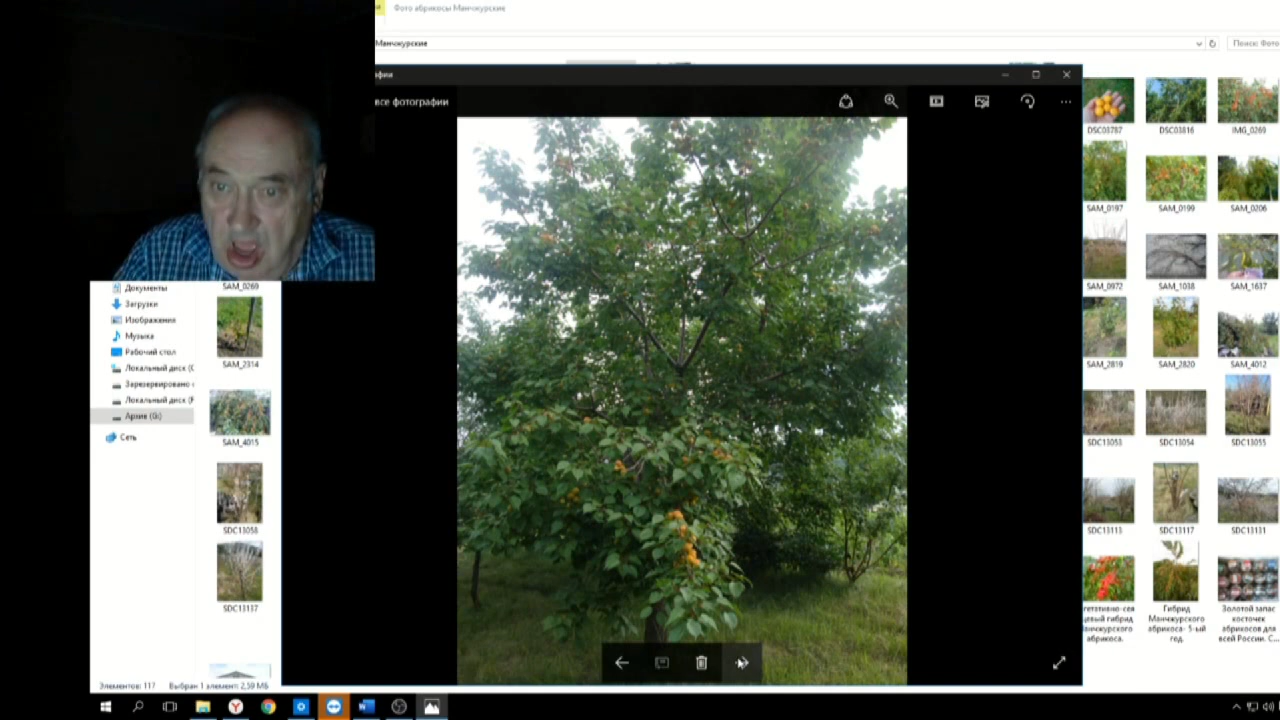 Фото абрикосы Манчжурские
Манчжурские
Поиск: Фото
все фотографии
DSC03787
DSC03816
IMG_0269
SAM_0197
SAM_0199
SAM_0206
SAM_0972
SAM_1038
SAM_1637
SAM_2819
SAM_2820
SAM_4012
SDC13053
SDC13054
SDC13055
SDC13113
SDC13117
SDC13131
Гибрид
Манчжурского
абрикоса- 5-ый
год.
Золотой запас
косточек
абрикосов для
всей России. С...
Документы
Загрузки
Изображения
Музыка
Рабочий стол
Локальный диск (
Зарезервировано
Локальный диск (
Архив (G:)
Сеть
SAM_0269
SAM_2314
SAM_4015
SDC13058
SDC13137
Элементов: 117
Выбран 1 элемент: 2,59 МБ